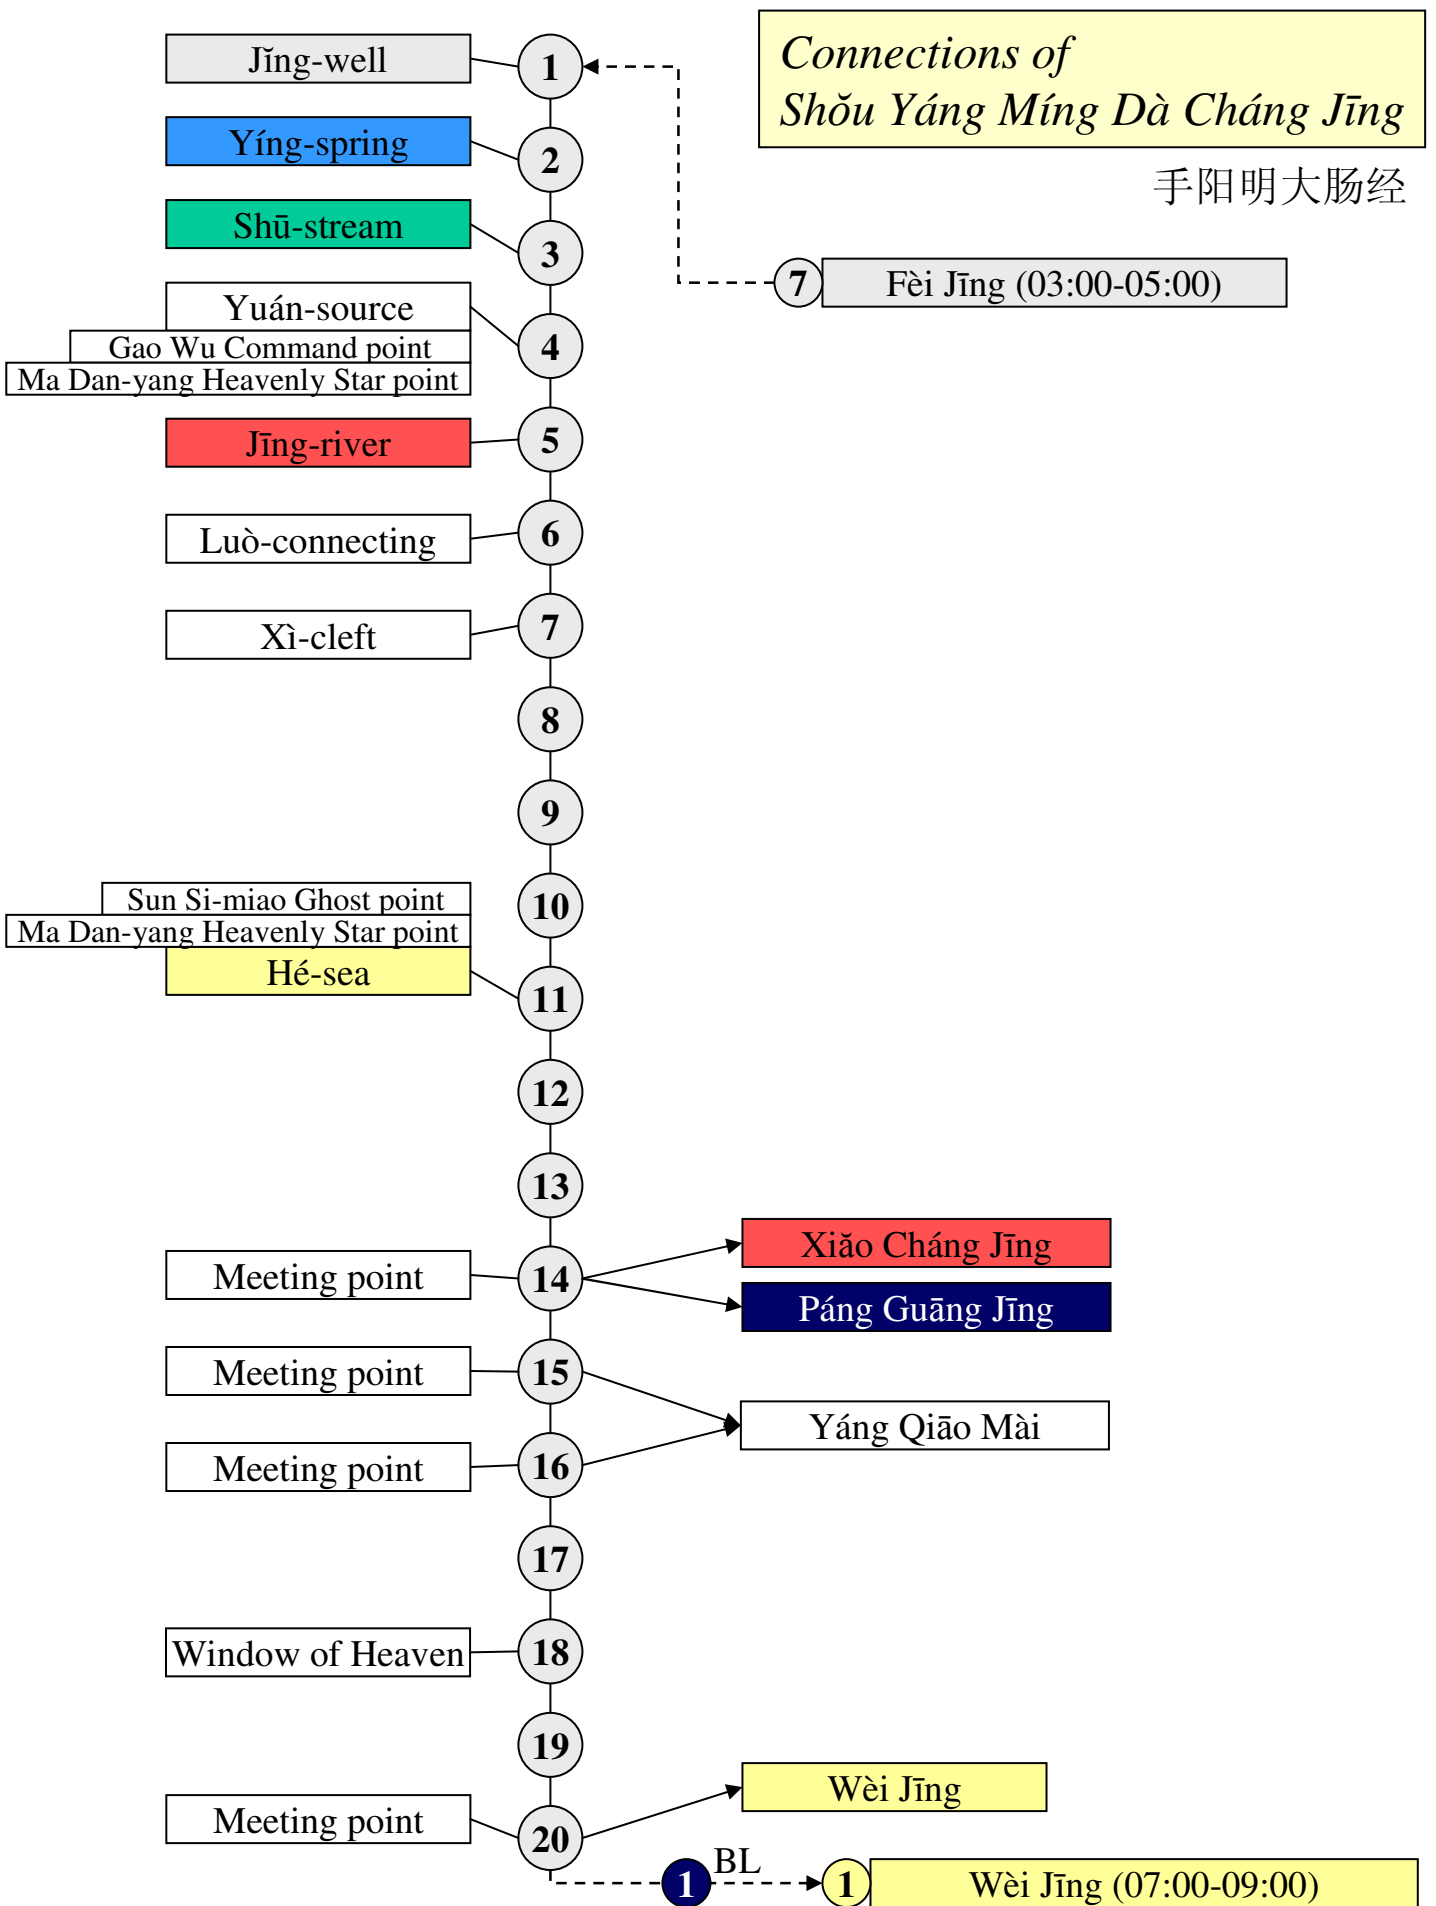 Connections of
Shǒu Yáng Míng Dà Cháng Jīng
手阳明大肠经
Jǐng-well
1
Yíng-spring
2
Shū-stream
3
7
Fèi Jīng (03:00-05:00)
Yuán-source
Gao Wu Command point
Ma Dan-yang Heavenly Star point
4
Jīng-river
5
Luò-connecting
6
Xì-cleft
7
8
9
Sun Si-miao Ghost point
Ma Dan-yang Heavenly Star point
Hé-sea
10
11
12
13
Meeting point
14
Xiǎo Cháng Jīng
Páng Guāng Jīng
Meeting point
15
Yáng Qiāo Mài
Meeting point
16
17
Window of Heaven
18
19
Meeting point
20
Wèi Jīng
1
BL
1
Wèi Jīng (07:00-09:00)